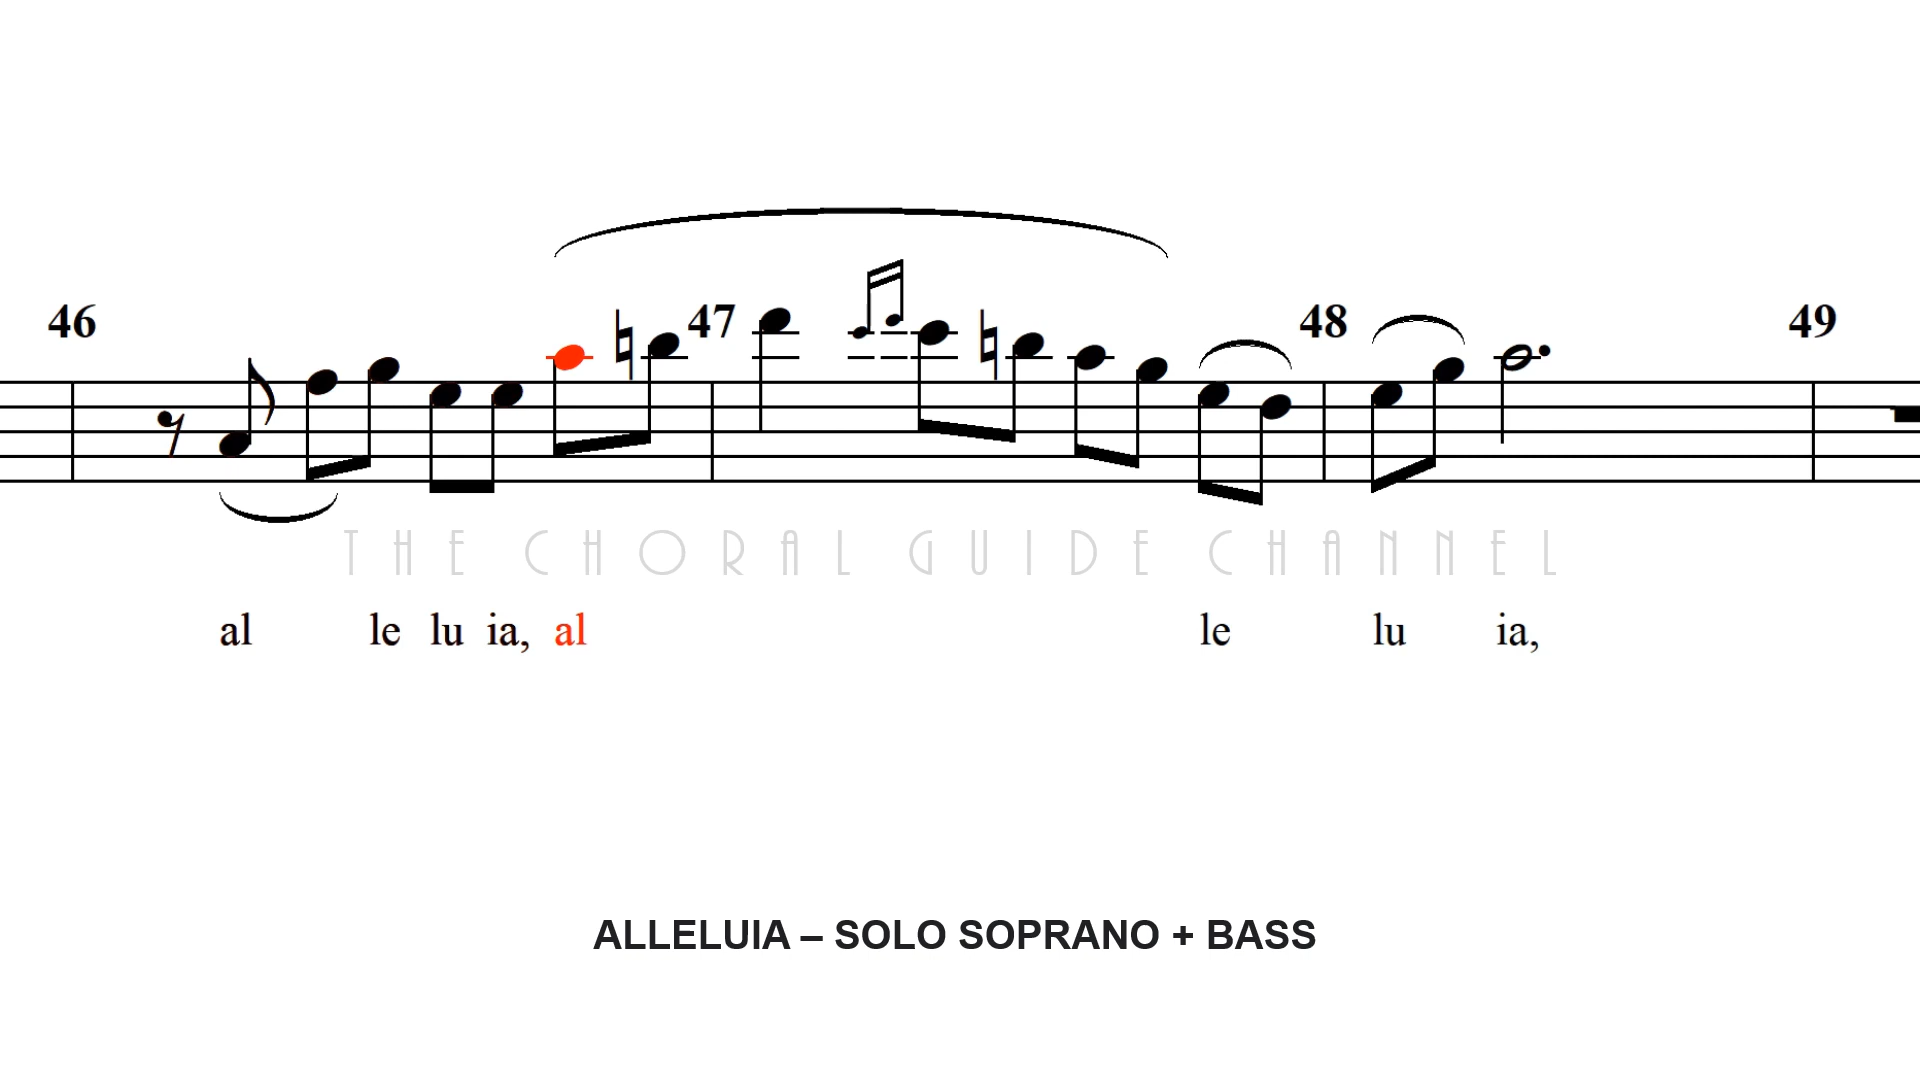 46 47 48 49
THE CHORAL GUIDE CHANNEL
al le lu ia, al le lu ia,
ALLELUIA – SOLO SOPRANO + BASS